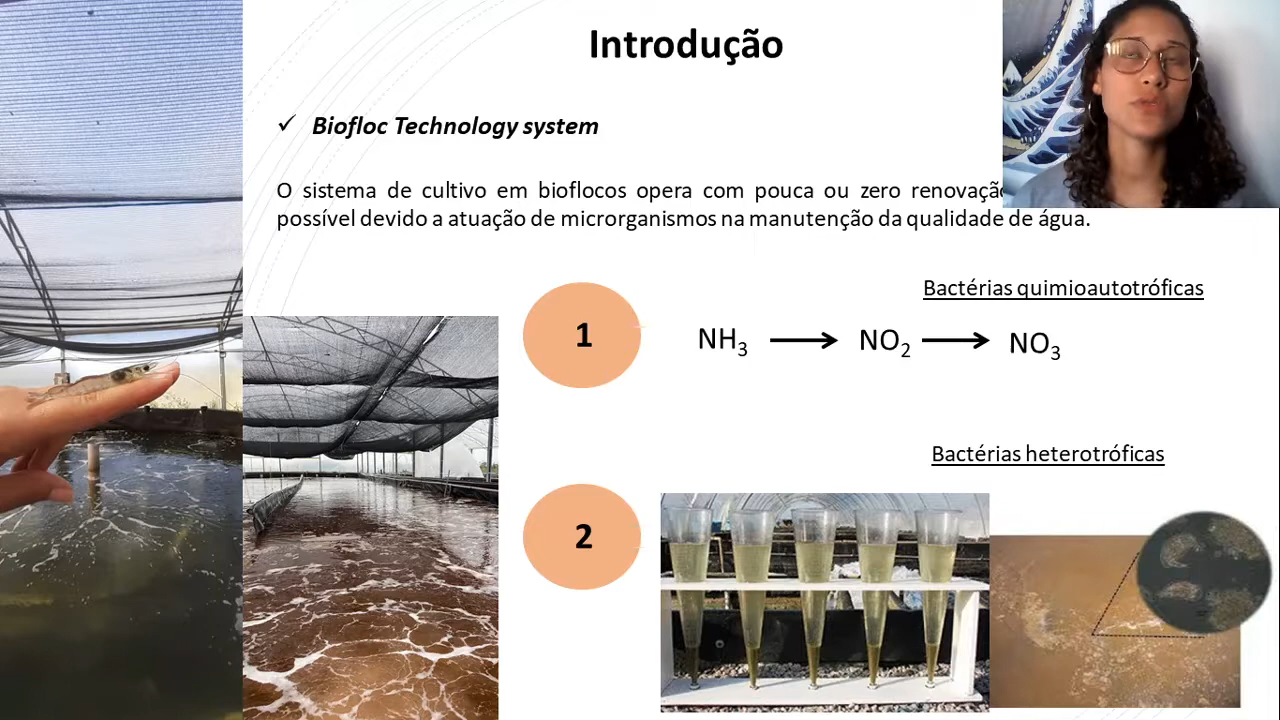 Introdução
✓ Biofloc Technology system
O sistema de cultivo em bioflocos opera com pouca ou zero
possível devido a atuação de microrganismos na manutenção da qualidade de água.
Bactérias quimioautotróficas
1
NH3 → NO2 → NO3
Bactérias heterotróficas
2